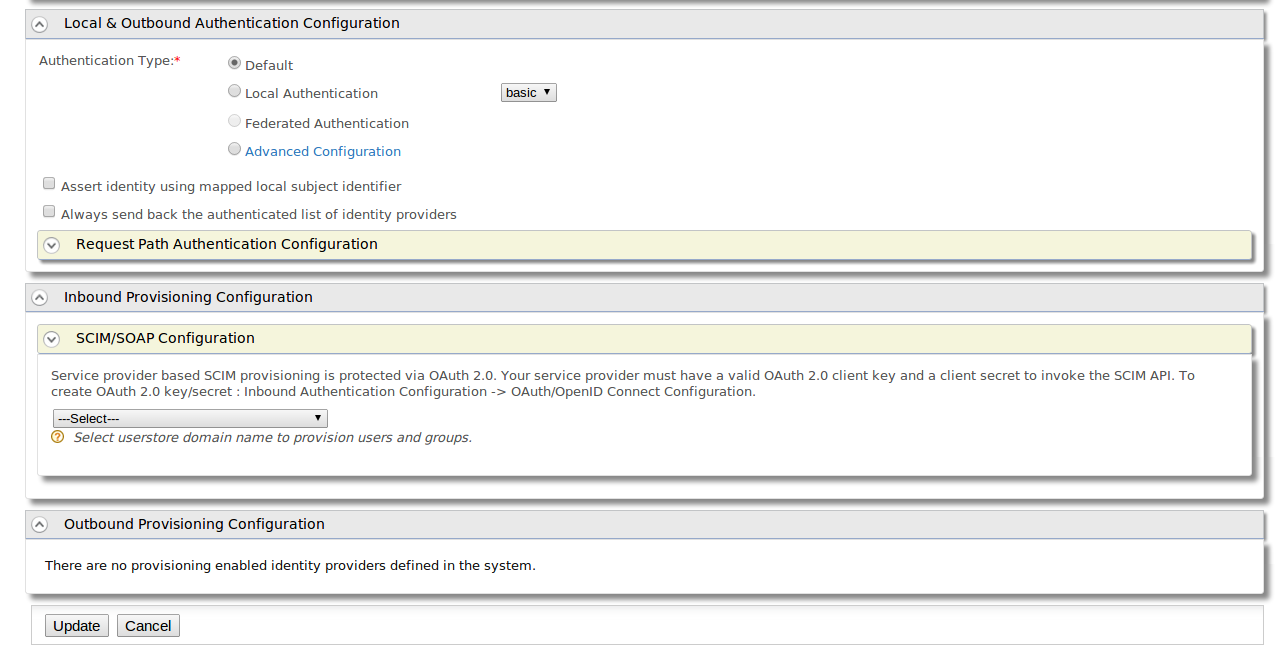 Local & Outbound Authentication Configuration
Authentication Type:*
Default
Local Authentication basic
Federated Authentication
Advanced Configuration
Assert identity using mapped local subject identifier
Always send back the authenticated list of identity providers
Request Path Authentication Configuration
Inbound Provisioning Configuration
SCIM/SOAP Configuration
Service provider based SCIM provisioning is protected via OAuth 2.0. Your service provider must have a valid OAuth 2.0 client key and a client secret to invoke the SCIM API. To
create OAuth 2.0 key/secret : Inbound Authentication Configuration -> OAuth/OpenID Connect Configuration.
---Select---
? Select userstore domain name to provision users and groups.
Outbound Provisioning Configuration
There are no provisioning enabled identity providers defined in the system.
Update Cancel